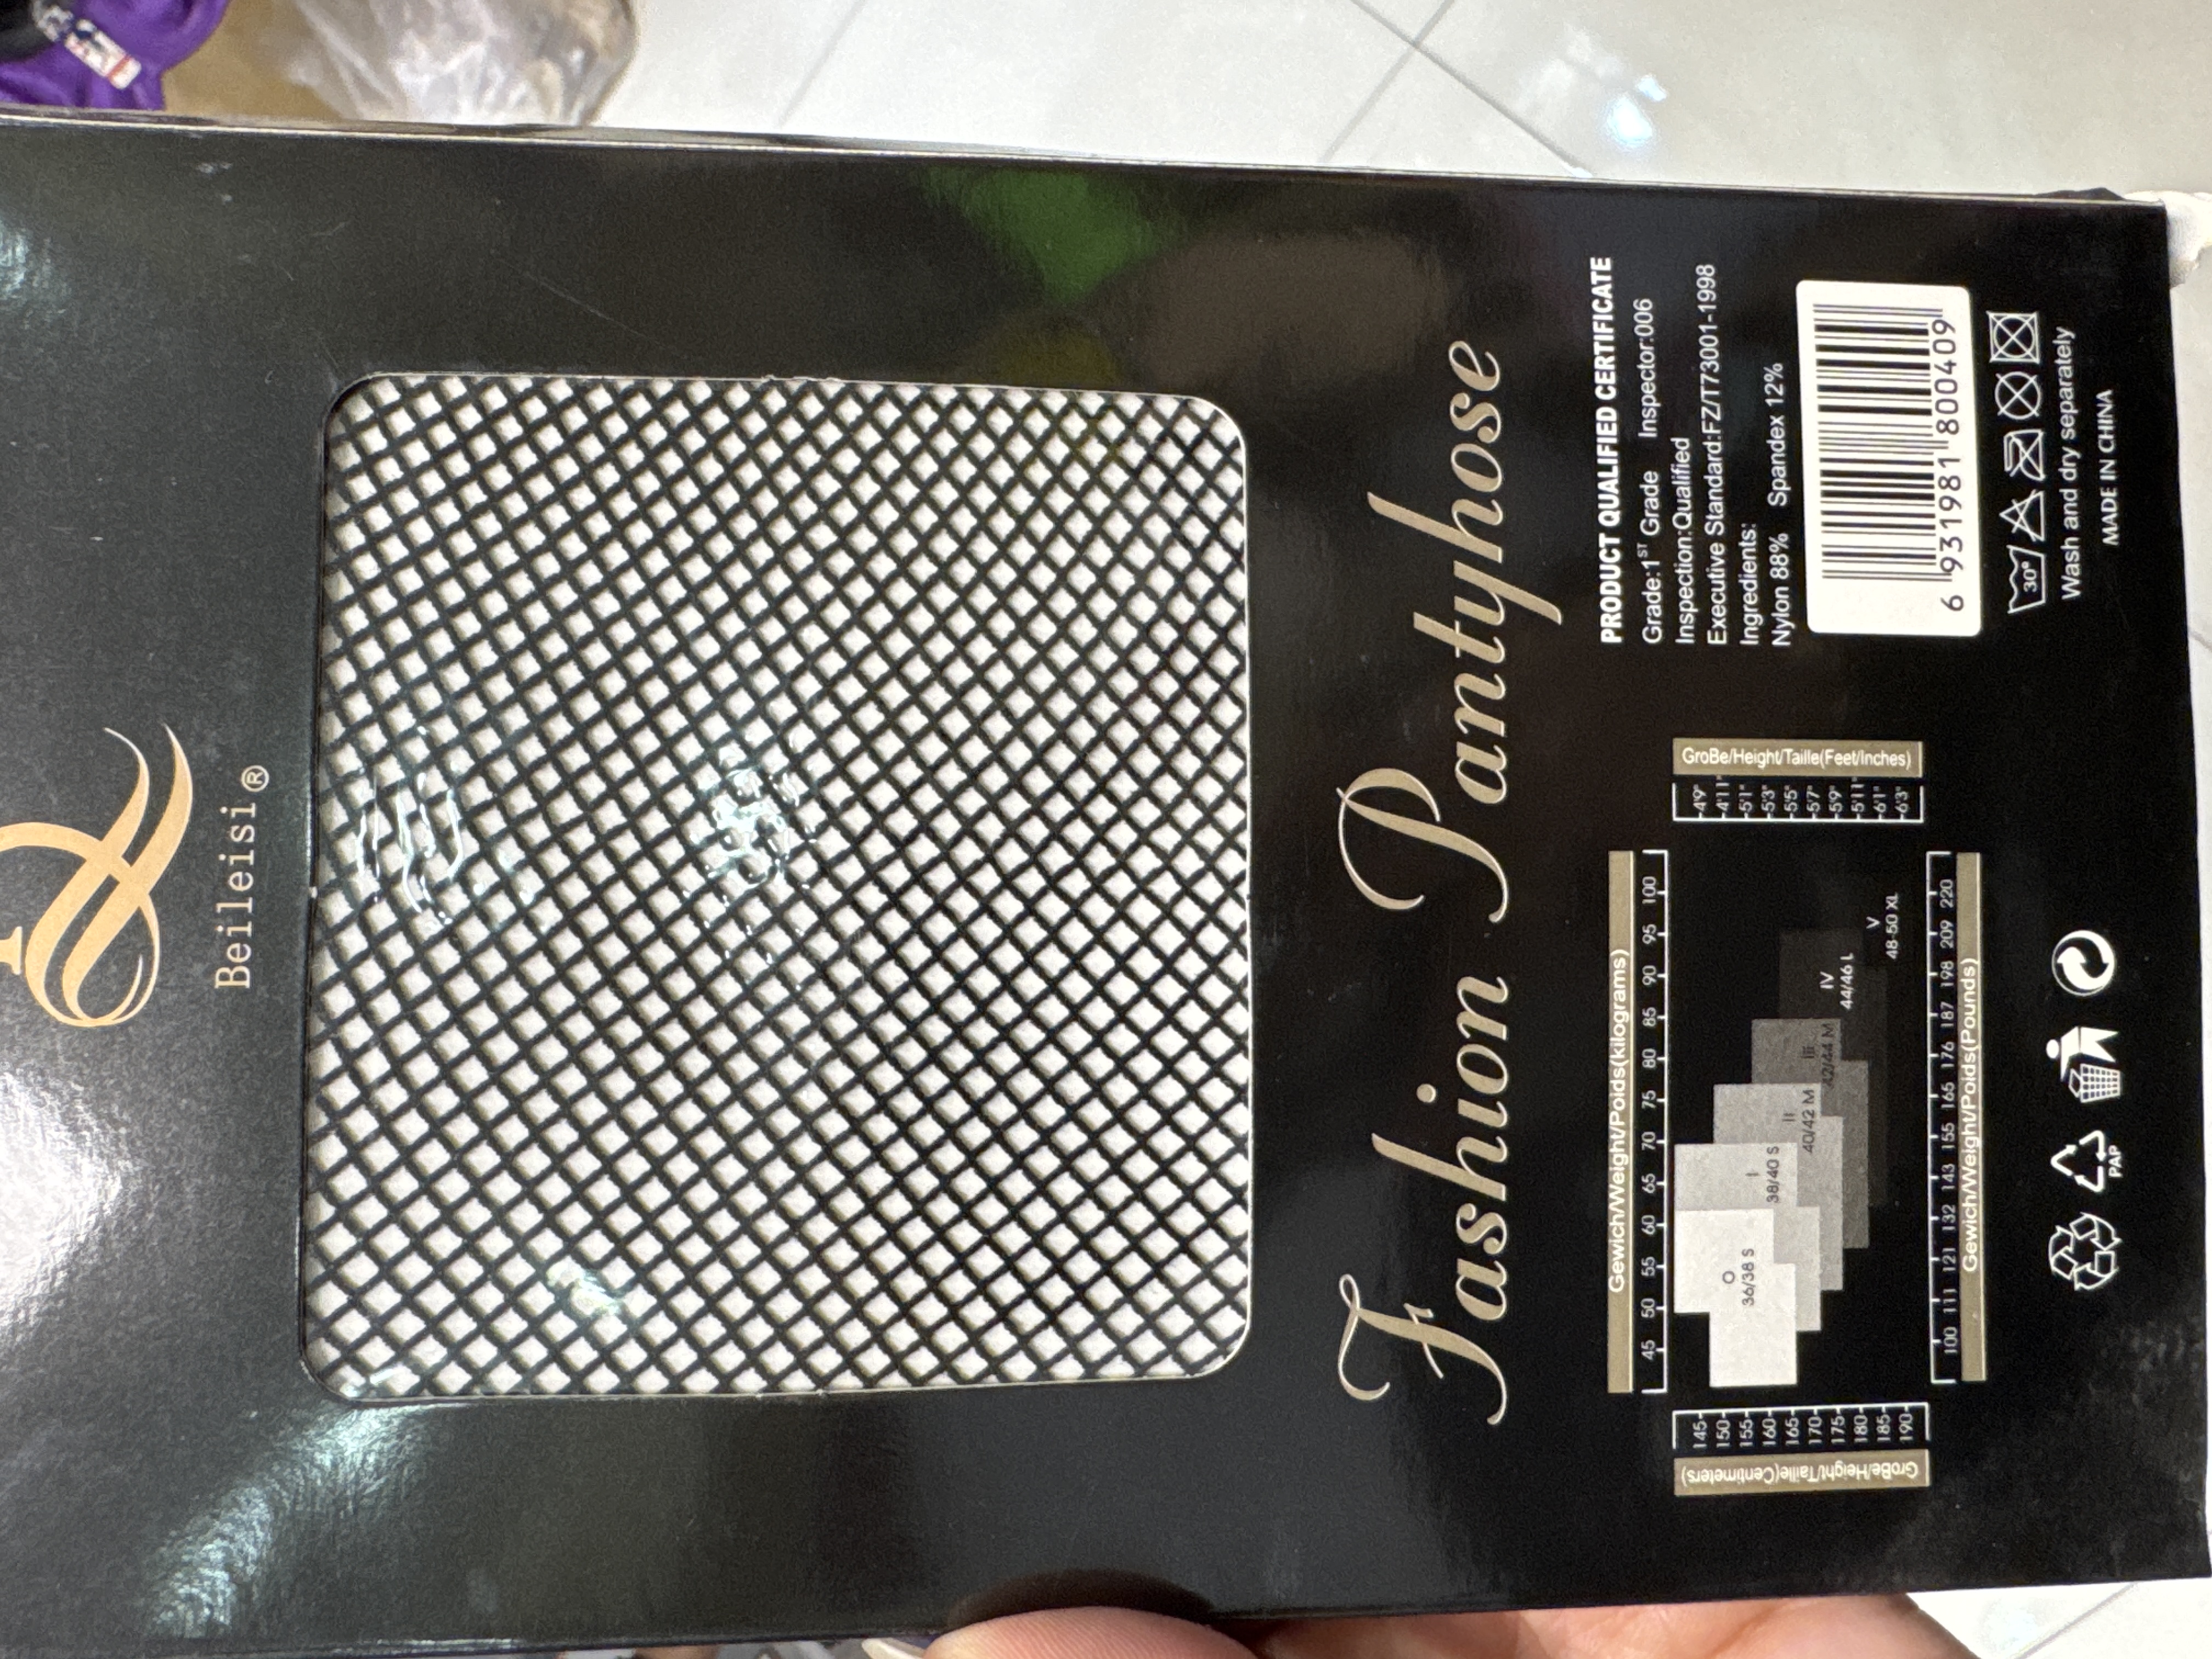 Beileisi®
Fashion Pantyhose
Gewich/Weight/Poids(kilograms)
45 50 55 60 65 70 75 80 85 90 95 100
GroBe/Height/Taille(Centimeters)
145-
150-
155-
160-
165-
170-
175-
180-
185-
190-
O
36/38 S
I
38/40 S
II
40/42 M
III
42/44 M
IV
44/46 L
V
48-50 XL
-4'9"
-4'11"
-5'1"
-5'3"
-5'5"
-5'7"
-5'9"
-5'11"
-6'1"
-6'3"
GroBe/Height/Taille(Feet/Inches)
100 111 121 132 143 155 165 176 187 198 209 220
Gewich/Weight/Poids(Pounds)
PAP
PRODUCT QUALIFIED CERTIFICATE
Grade:1ST Grade Inspector:006
Inspection:Qualified
Executive Standard:FZ/T73001-1998
Ingredients:
Nylon 88% Spandex 12%
6 931981 800409
30°
Wash and dry separately
MADE IN CHINA